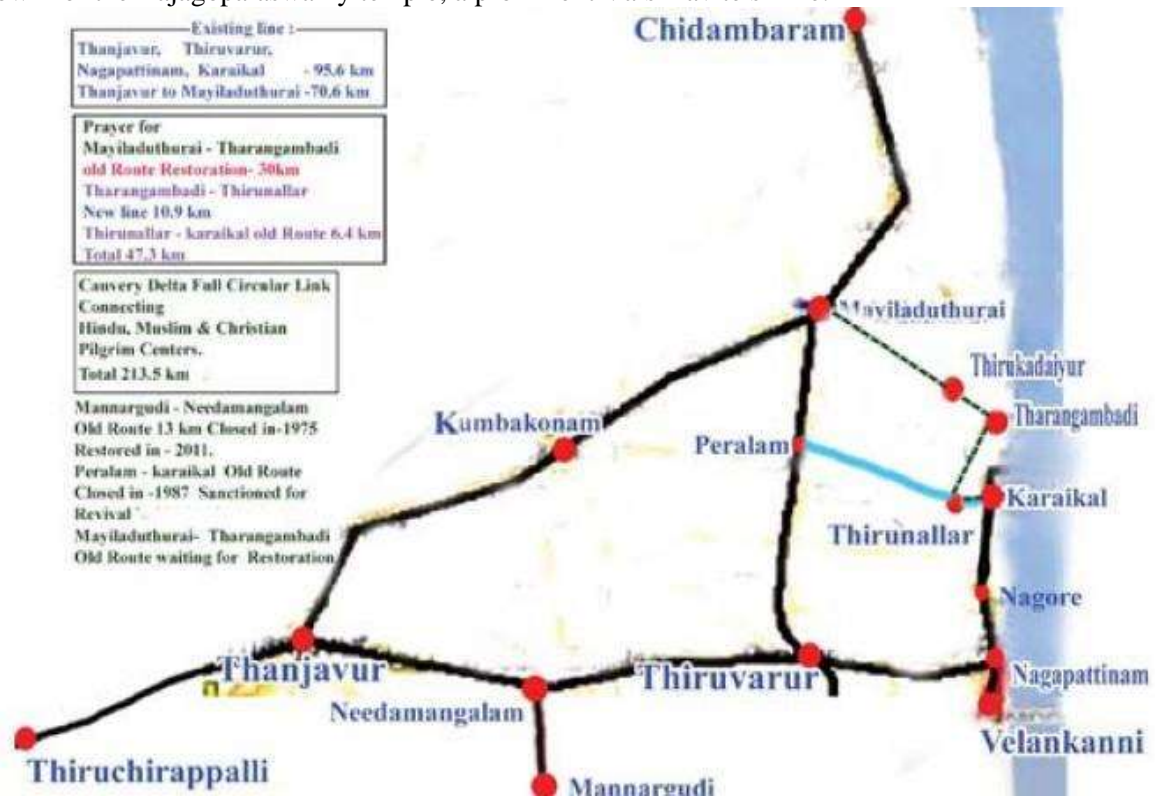 Existing line :-
Thanjavur, Thiruvarur,
Nagapattinam, Karaikal - 95.6 km
Thanjavur to Mayiladuthurai -70.6 km
Prayer for
Mayiladuthurai - Tharangambadi
old Route Restoration- 30km
Tharangambadi - Thirunallar
New line 10.9 km
Thirunallar - karaikal old Route 6.4 km
Total 47.3 km
Cauvery Delta Full Circular Link
Connecting
Hindu, Muslim & Christian
Pilgrim Centers.
Total 213.5 km
Mannargudi - Needamangalam
Old Route 13 km Closed in-1975
Restored in - 2011.
Peralam - karaikal Old Route
Closed in -1987 Sanctioned for
Revival
Mayiladuthurai- Tharangambadi
Old Route waiting for Restoration
Chidambaram
Mayiladuthurai
Thirukadaiyur
Tharangambadi
Kumbakonam
Peralam
Karaikal
Thirunallar
Nagore
Thanjavur
Thiruvarur
Nagapattinam
Needamangalam
Velankanni
Thiruchirappalli
Mannargudi